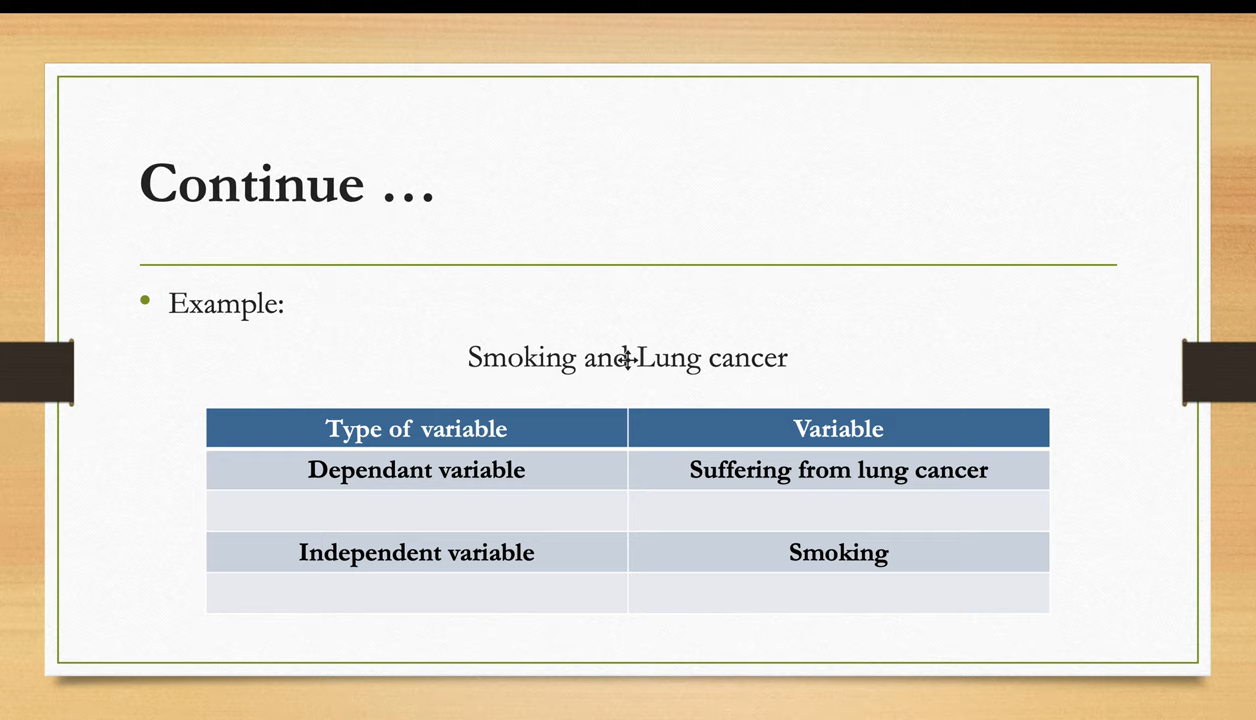 Continue …
• Example:
Smoking and Lung cancer
Type of variable Variable
Dependant variable Suffering from lung cancer
Independent variable Smoking